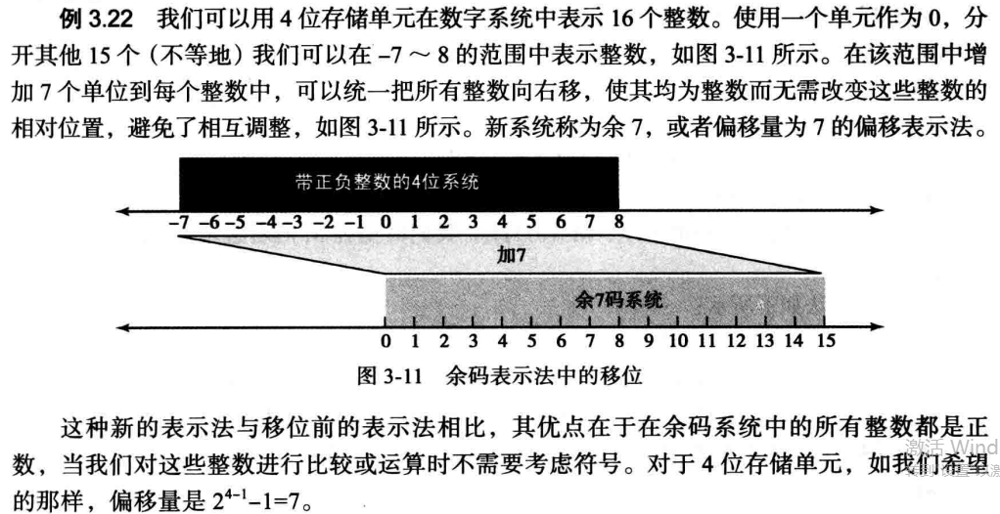 例 3.22 我们可以用 4 位存储单元在数字系统中表示 16 个整数。使用一个单元作为 0，分
开其他 15 个（不等地）我们可以在 –7 ～ 8 的范围中表示整数，如图 3-11 所示。在该范围中增
加 7 个单位到每个整数中，可以统一把所有整数向右移，使其均为整数而无需改变这些整数的
相对位置，避免了相互调整，如图 3-11 所示。新系统称为余 7，或者偏移量为 7 的偏移表示法。
带正负整数的4位系统
–7 –6 –5 –4 –3 –2 –1 0 1 2 3 4 5 6 7 8
加7
余7码系统
0 1 2 3 4 5 6 7 8 9 10 11 12 13 14 15
图 3-11 余码表示法中的移位
这种新的表示法与移位前的表示法相比，其优点在于在余码系统中的所有整数都是正
数，当我们对这些整数进行比较或运算时不需要考虑符号。对于 4 位存储单元，如我们希望
的那样，偏移量是 2⁴⁻¹–1=7。
激活 Wind